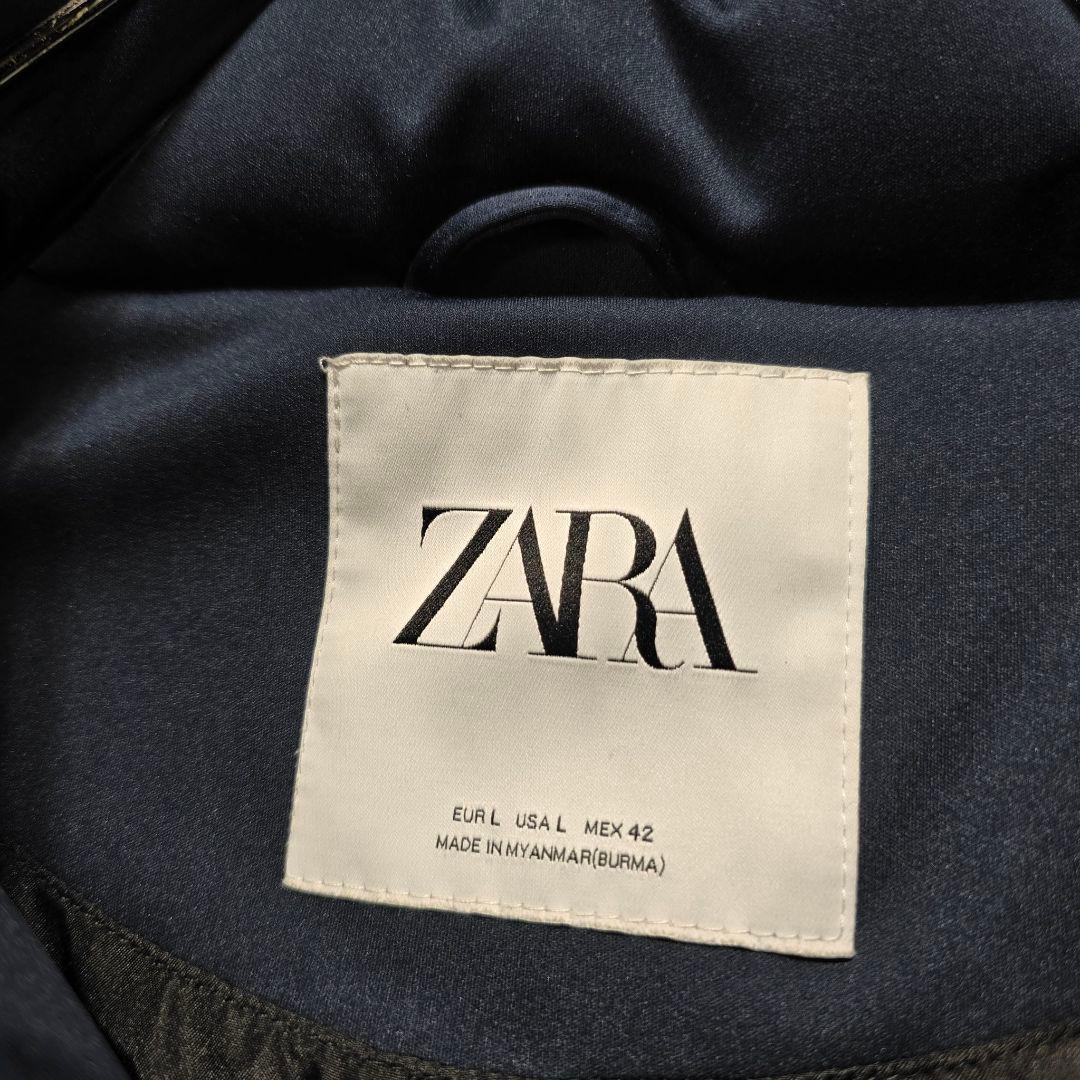 ZARA
EUR L USA L MEX 42
MADE IN MYANMAR(BURMA)